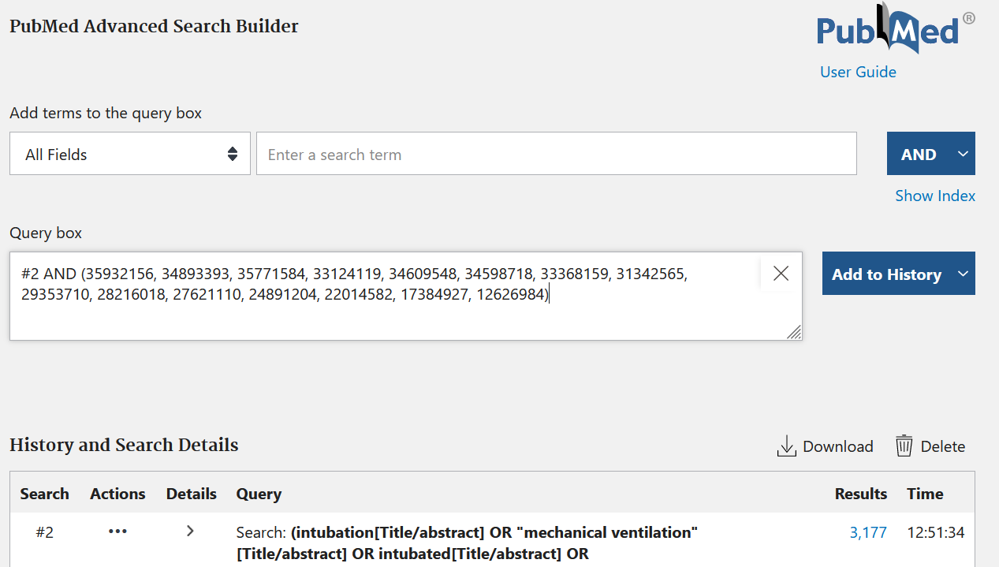 PubMed Advanced Search Builder
PubMed®
User Guide
Add terms to the query box
All Fields
Enter a search term
AND
Show Index
Query box
#2 AND (35932156, 34893393, 35771584, 33124119, 34609548, 34598718, 33368159, 31342565,
29353710, 28216018, 27621110, 24891204, 22014582, 17384927, 12626984)
Add to History
History and Search Details
Download
Delete
Search Actions Details Query Results Time
#2 ••• Search: (intubation[Title/abstract] OR "mechanical ventilation" 3,177 12:51:34
[Title/abstract] OR intubated[Title/abstract] OR